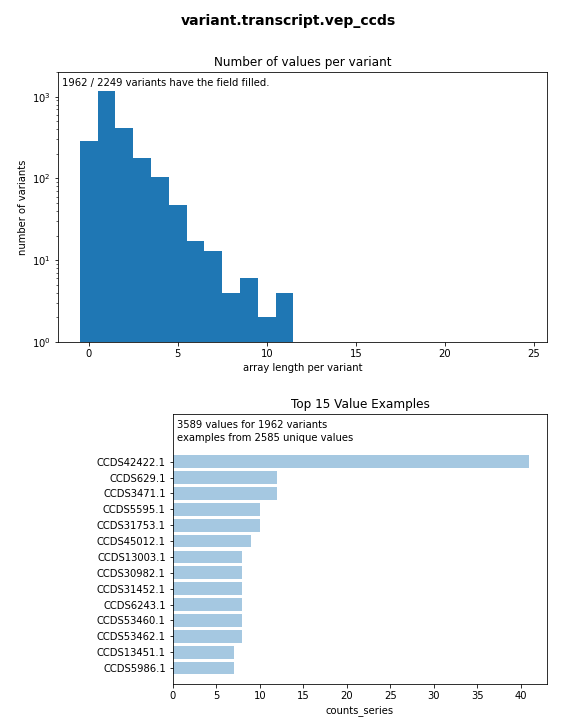 variant.transcript.vep_ccds
Number of values per variant
1962 / 2249 variants have the field filled.
10³
10²
10¹
10⁰
number of variants
0 5 10 15 20 25
array length per variant
Top 15 Value Examples
3589 values for 1962 variants
examples from 2585 unique values
CCDS42422.1
CCDS629.1
CCDS3471.1
CCDS5595.1
CCDS31753.1
CCDS45012.1
CCDS13003.1
CCDS30982.1
CCDS31452.1
CCDS6243.1
CCDS53460.1
CCDS53462.1
CCDS13451.1
CCDS5986.1
0 5 10 15 20 25 30 35 40
counts_series